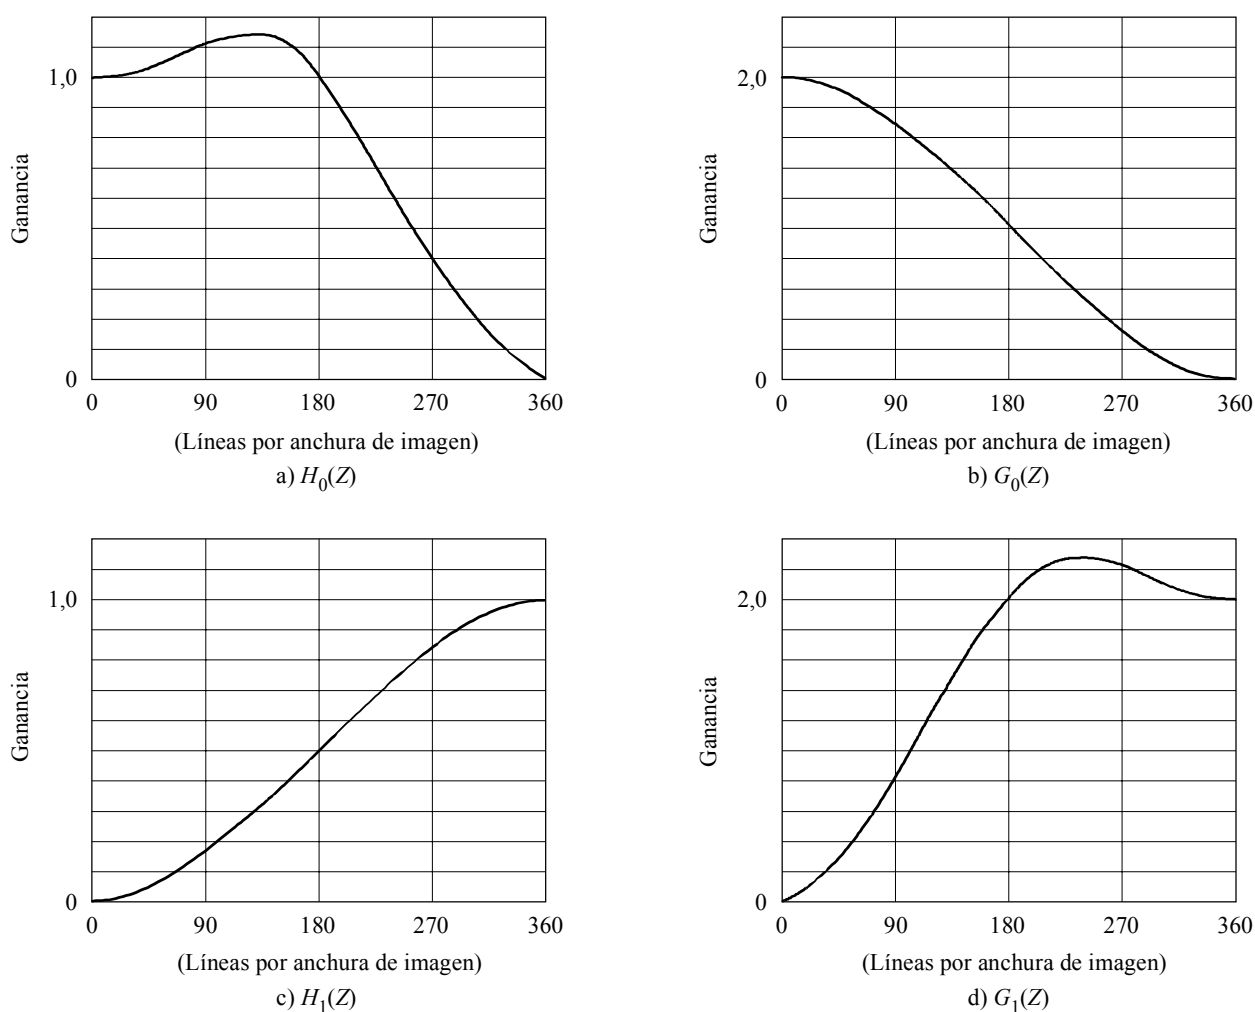 1,0
Ganancia
0
0 90 180 270 360
(Líneas por anchura de imagen)
a) H0(Z)
2,0
Ganancia
0
0 90 180 270 360
(Líneas por anchura de imagen)
b) G0(Z)
1,0
Ganancia
0
0 90 180 270 360
(Líneas por anchura de imagen)
c) H1(Z)
2,0
Ganancia
0
0 90 180 270 360
(Líneas por anchura de imagen)
d) G1(Z)